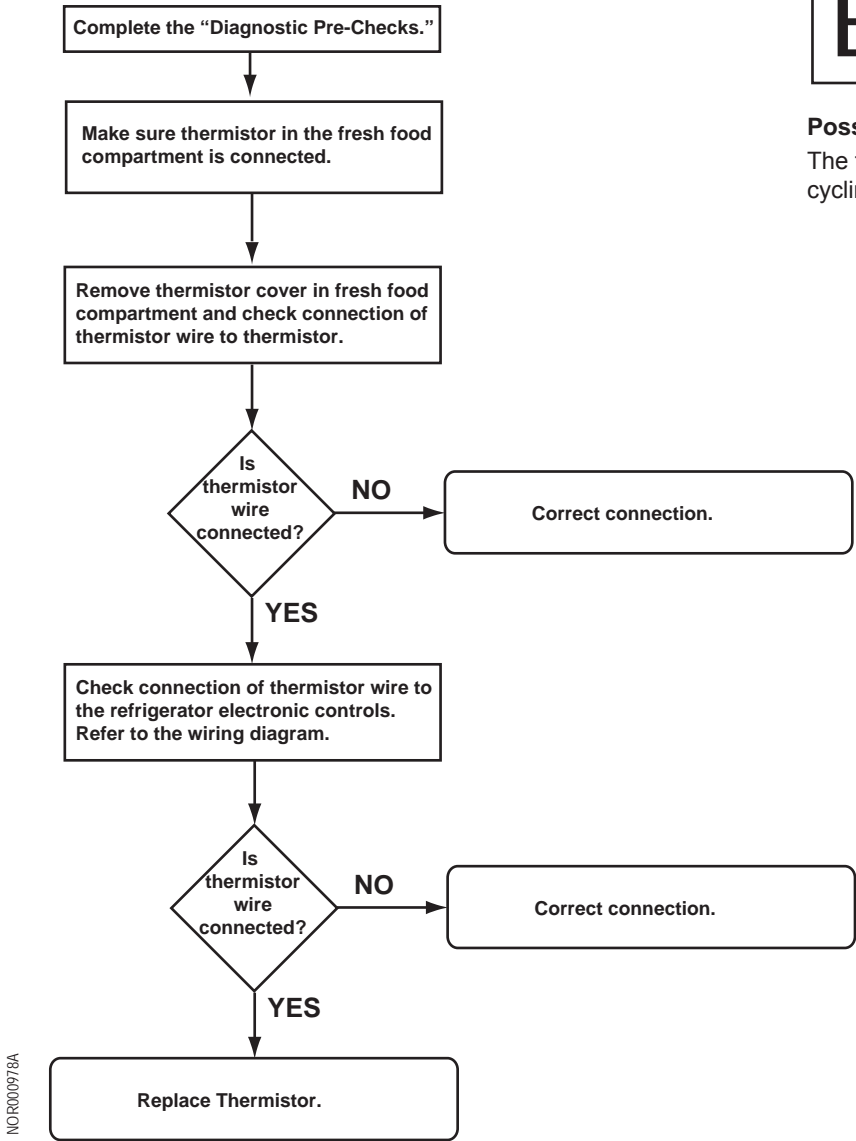 Complete the “Diagnostic Pre-Checks.”
Make sure thermistor in the fresh food
compartment is connected.
Remove thermistor cover in fresh food
compartment and check connection of
thermistor wire to thermistor.
Is
thermistor
wire
connected?
NO
Correct connection.
YES
Check connection of thermistor wire to
the refrigerator electronic controls.
Refer to the wiring diagram.
Is
thermistor
wire
connected?
NO
Correct connection.
YES
Replace Thermistor.
NOR000978A
The